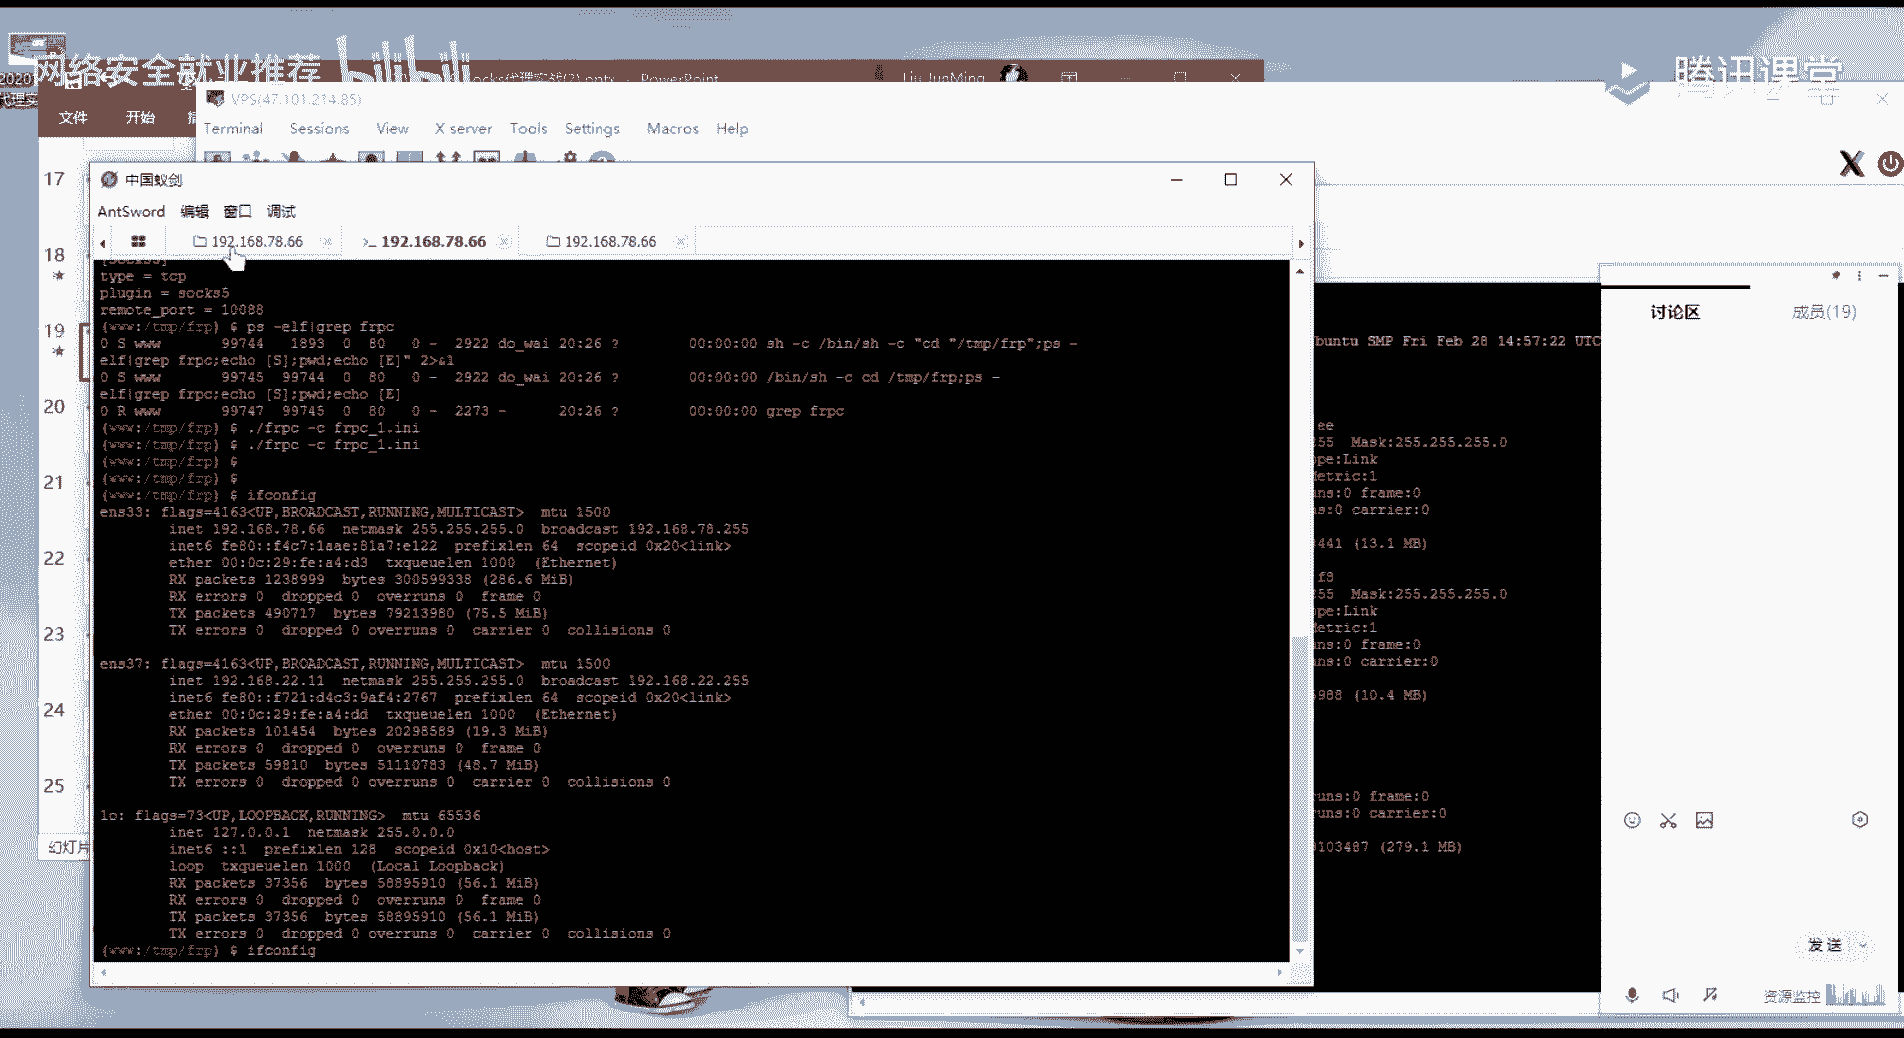 网络安全就业推荐
bilibili
腾讯课堂
2020
代理实
ocks代理实战(2).pptx - PowerPoint
Liu JunMing
文件 开始
VPS(47.101.214.85)
Terminal Sessions View X server Tools Settings Macros Help
17
18
19
20
21
22
23
24
25
幻灯片
中国蚁剑
AntSword 编辑 窗口 调试
192.168.78.66 >_ 192.168.78.66 192.168.78.66
[socks5]
type = tcp
plugin = socks5
remote_port = 10088
(www:/tmp/frp) $ ps -elf|grep frpc
0 S www 99744 1893 0 80 0 - 2922 do_wai 20:26 ? 00:00:00 sh -c /bin/sh -c "cd "/tmp/frp";ps -
elf|grep frpc;echo [S];pwd;echo [E]" 2>&1
0 S www 99745 99744 0 80 0 - 2922 do_wai 20:26 ? 00:00:00 /bin/sh -c cd /tmp/frp;ps -
elf|grep frpc;echo [S];pwd;echo [E]
0 R www 99747 99745 0 80 0 - 2273 - 20:26 ? 00:00:00 grep frpc
(www:/tmp/frp) $ ./frpc -c frpc_1.ini
(www:/tmp/frp) $ ./frpc -c frpc_1.ini
(www:/tmp/frp) $
(www:/tmp/frp) $
(www:/tmp/frp) $ ifconfig
ens33: flags=4163<UP,BROADCAST,RUNNING,MULTICAST> mtu 1500
inet 192.168.78.66 netmask 255.255.255.0 broadcast 192.168.78.255
inet6 fe80::f4c7:1aae:81a7:e122 prefixlen 64 scopeid 0x20<link>
ether 00:0c:29:fe:a4:d3 txqueuelen 1000 (Ethernet)
RX packets 1238999 bytes 300599338 (286.6 MiB)
RX errors 0 dropped 0 overruns 0 frame 0
TX packets 490717 bytes 79213980 (75.5 MiB)
TX errors 0 dropped 0 overruns 0 carrier 0 collisions 0
ens37: flags=4163<UP,BROADCAST,RUNNING,MULTICAST> mtu 1500
inet 192.168.22.11 netmask 255.255.255.0 broadcast 192.168.22.255
inet6 fe80::f721:d4c3:9af4:2767 prefixlen 64 scopeid 0x20<link>
ether 00:0c:29:fe:a4:dd txqueuelen 1000 (Ethernet)
RX packets 101454 bytes 20298589 (19.3 MiB)
RX errors 0 dropped 0 overruns 0 frame 0
TX packets 59810 bytes 51110783 (48.7 MiB)
TX errors 0 dropped 0 overruns 0 carrier 0 collisions 0
lo: flags=73<UP,LOOPBACK,RUNNING> mtu 65536
inet 127.0.0.1 netmask 255.0.0.0
inet6 ::1 prefixlen 128 scopeid 0x10<host>
loop txqueuelen 1000 (Local Loopback)
RX packets 37356 bytes 58895910 (56.1 MiB)
RX errors 0 dropped 0 overruns 0 frame 0
TX packets 37356 bytes 58895910 (56.1 MiB)
TX errors 0 dropped 0 overruns 0 carrier 0 collisions 0
(www:/tmp/frp) $ ifconfig
buntu SMP Fri Feb 28 14:57:22 UTC
ee
255 Mask:255.255.255.0
pe:Link
Metric:1
ns:0 frame:0
ns:0 carrier:0
441 (13.1 MB)
f8
255 Mask:255.255.255.0
pe:Link
Metric:1
ns:0 frame:0
ns:0 carrier:0
988 (10.4 MB)
uns:0 frame:0
uns:0 carrier:0
103487 (279.1 MB)
讨论区 成员(19)
发送
资源监控